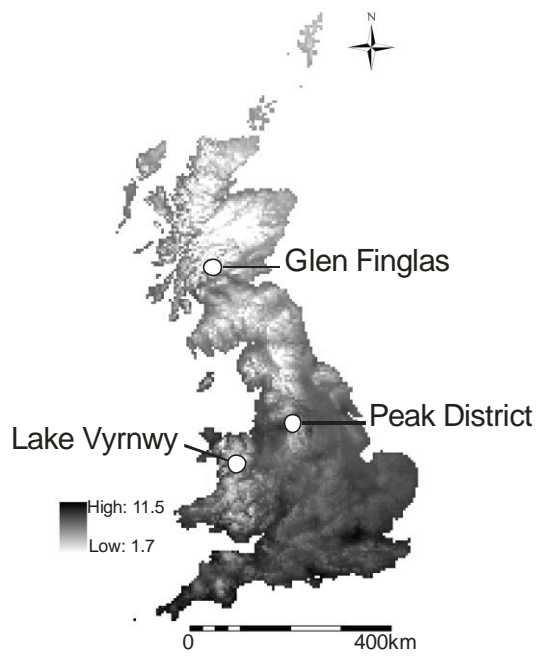 N
Glen Finglas
Peak District
Lake Vyrnwy
High: 11.5
Low: 1.7
0 400km